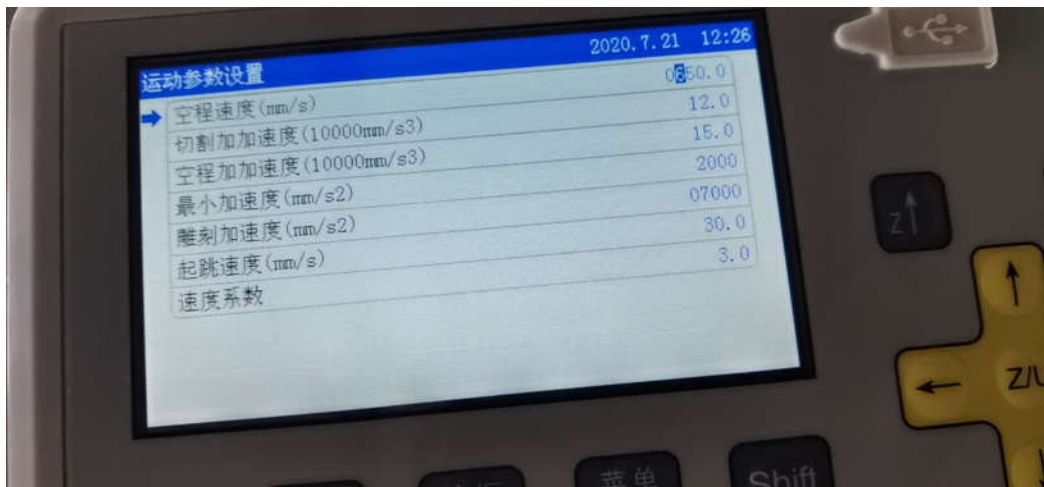 2020.7.21 12:26
运动参数设置
空程速度(mm/s) 0650.0
切割加加速度(10000mm/s3) 12.0
空程加加速度(10000mm/s3) 15.0
最小加速度(mm/s2) 2000
雕刻加速度(mm/s2) 07000
起跳速度(mm/s) 30.0
速度系数 3.0
Z
Z/U
菜单
Shift